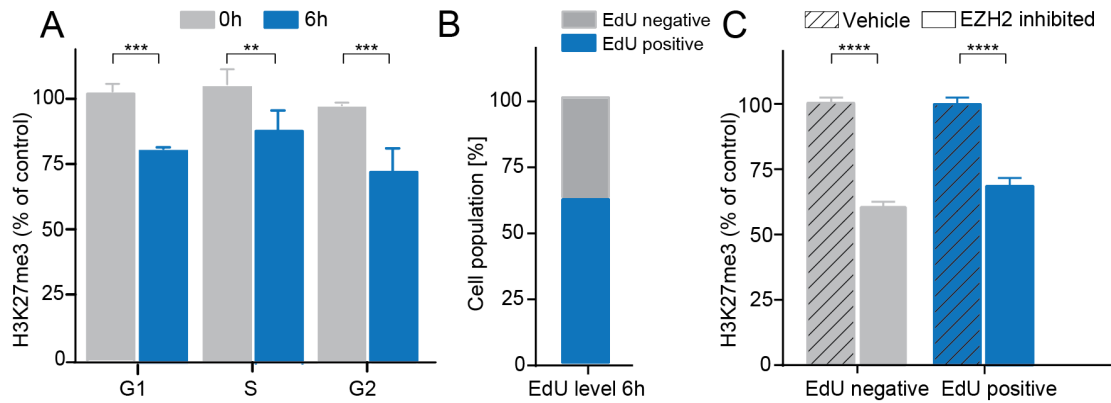 A
0h
6h
***
**
***
H3K27me3 (% of control)
100
75
50
25
0
G1
S
G2
B
EdU negative
EdU positive
Cell population [%]
100
75
50
25
0
EdU level 6h
C
Vehicle
EZH2 inhibited
****
****
H3K27me3 (% of control)
100
75
50
25
0
EdU negative
EdU positive